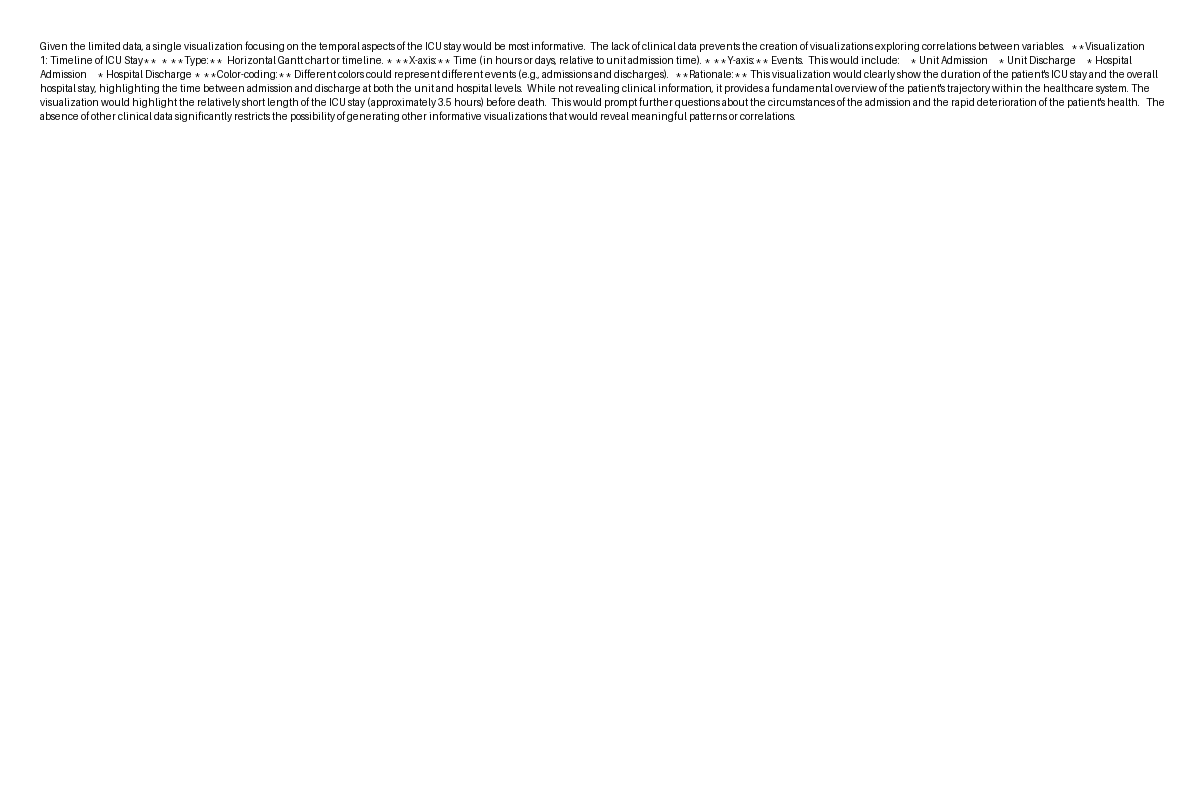 Given the limited data, a single visualization focusing on the temporal aspects of the ICU stay would be most informative.  The lack of clinical data prevents the creation of visualizations exploring correlations between variables.   **Visualization
1: Timeline of ICU Stay**  * **Type:**  Horizontal Gantt chart or timeline. * **X-axis:** Time (in hours or days, relative to unit admission time). * **Y-axis:** Events.  This would include:    * Unit Admission    * Unit Discharge    * Hospital
Admission    * Hospital Discharge * **Color-coding:** Different colors could represent different events (e.g., admissions and discharges).   **Rationale:** This visualization would clearly show the duration of the patient's ICU stay and the overall
hospital stay, highlighting the time between admission and discharge at both the unit and hospital levels.  While not revealing clinical information, it provides a fundamental overview of the patient's trajectory within the healthcare system. The
visualization would highlight the relatively short length of the ICU stay (approximately 3.5 hours) before death.  This would prompt further questions about the circumstances of the admission and the rapid deterioration of the patient's health.   The
absence of other clinical data significantly restricts the possibility of generating other informative visualizations that would reveal meaningful patterns or correlations.